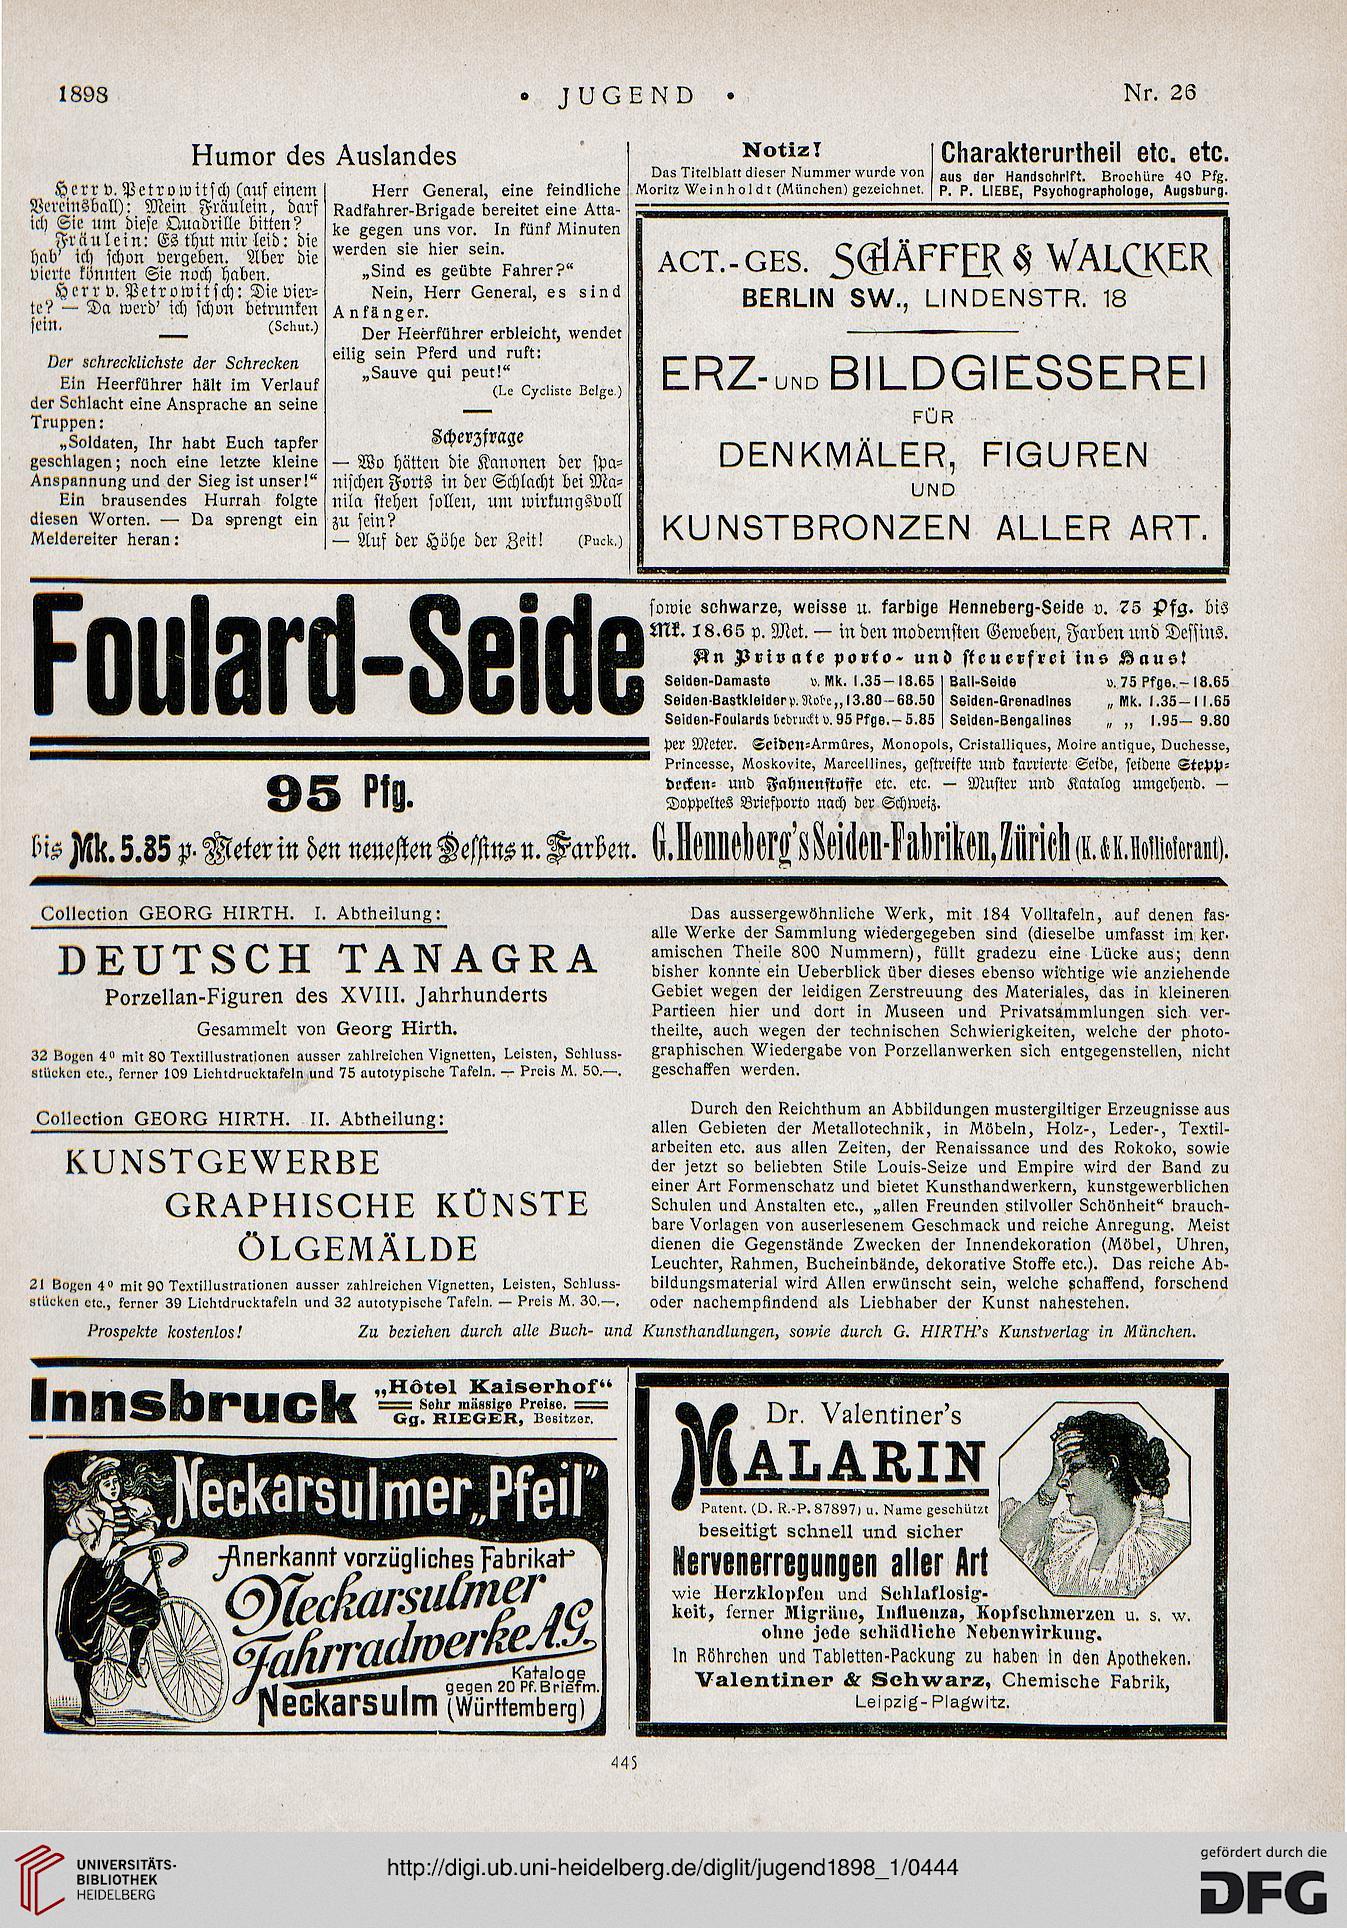 1898
• JUGEND •
Nr. 26
Humor des Auslandes
Herr v. Petrowitsch (auf einem
Vereinsball): Mein Fräulein, darf
ich Sie um diese Quadrille bitten?
Fräulein: Es thut mir leid: die
hab' ich schon vergeben. Aber die
vierte könnten Sie noch haben.
Herr v. Petrowitsch: Die vier-
te? — Da werd' ich schon betrunken
sein. (Schut.)
Der schrecklichste der Schrecken
Ein Heerführer hält im Verlauf
der Schlacht eine Ansprache an seine
Truppen:
„Soldaten, Ihr habt Euch tapfer
geschlagen; noch eine letzte kleine
Anspannung und der Sieg ist unser!“
Ein brausendes Hurrah folgte
diesen Worten. — Da sprengt ein
Meldereiter heran:
Herr General, eine feindliche
Radfahrer-Brigade bereitet eine Atta-
ke gegen uns vor. In fünf Minuten
werden sie hier sein.
„Sind es geübte Fahrer?“
Nein, Herr General, es sind
Anfänger.
Der Heerführer erbleicht, wendet
eilig sein Pferd und ruft:
„Sauve qui peut!“
(Le Cycliste Belge.)
Scherzfrage
— Wo hätten die Kanonen der spa-
nischen Forts in der Schlacht bei Ma-
nila stehen sollen, um wirkungsvoll
zu sein?
— Auf der Höhe der Zeit! (Puck.)
Notiz!
Das Titelblatt dieser Nummer wurde von
Moritz Weinholdt (München) gezeichnet.
Charakterurtheil etc. etc.
aus der Handschrift. Brochüre 40 Pfg.
P. P. LIEBE, Psychographologe, Augsburg.
ACT.-GES. SCHÄFFER & WALCKER
BERLIN SW., LINDENSTR. 18
ERZ- UND BILDGIESSEREI
FÜR
DENKMÄLER, FIGUREN
UND
KUNSTBRONZEN ALLER ART.
Foulard-Seide
95 Pfg.
bis Mk. 5.85 p. Meter in den neuesten Dessins u. Farben.
sowie schwarze, weisse u. farbige Henneberg-Seide v. 75 Pfg. bis
Mk. 18.65 p. Met. — in den modernsten Geweben, Farben und Dessins.
An Private porto- und steuerfrei ins Haus!
Seiden-Damaste v. Mk. 1.35—18.65 | Ball-Seide v. 75 Pfge.—18.65
Seiden-Bastkleider p. Robe „ 13.80—68.50 | Seiden-Grenadines „ Mk. 1.35—11.65
Seiden-Foulards bedruckt v. 95 Pfge.—5.85 | Seiden-Bengalines „ „ 1.95— 9.80
per Meter. Seiden-Armûres, Monopols, Cristalliques, Moire antique, Duchesse,
Princesse, Moskovite, Marcellines, gestreifte und karrierte Seide, seidene Stepp-
decken- und Fahnenstoffe etc. etc. — Muster und Katalog umgehend. —
Doppeltes Briefporto nach der Schweiz.
G. Henneberg's Seiden-Fabriken, Zürich (K. & K. Hoflieferant).
Collection GEORG HIRTH. I. Abtheilung:
DEUTSCH TANAGRA
Porzellan-Figuren des XVIII. Jahrhunderts
Gesammelt von Georg Hirth.
32 Bogen 4⁰ mit 80 Textillustrationen ausser zahlreichen Vignetten, Leisten, Schluss-
stücken etc., ferner 109 Lichtdrucktafeln und 75 autotypische Tafeln. — Preis M. 50.—.
Das aussergewöhnliche Werk, mit 184 Volltafeln, auf denen fas-
alle Werke der Sammlung wiedergegeben sind (dieselbe umfasst im ker.
amischen Theile 800 Nummern), füllt gradezu eine Lücke aus; denn
bisher konnte ein Ueberblick über dieses ebenso wichtige wie anziehende
Gebiet wegen der leidigen Zerstreuung des Materiales, das in kleineren
Partieen hier und dort in Museen und Privatsammlungen sich ver-
theilte, auch wegen der technischen Schwierigkeiten, welche der photo-
graphischen Wiedergabe von Porzellanwerken sich entgegenstellen, nicht
geschaffen werden.
Collection GEORG HIRTH. II. Abtheilung:
KUNSTGEWERBE
GRAPHISCHE KÜNSTE
ÖLGEMÄLDE
21 Bogen 4⁰ mit 90 Textillustrationen ausser zahlreichen Vignetten, Leisten, Schluss-
stücken etc., ferner 39 Lichtdrucktafeln und 32 autotypische Tafeln. — Preis M. 30.—.
Durch den Reichthum an Abbildungen mustergiltiger Erzeugnisse aus
allen Gebieten der Metallotechnik, in Möbeln, Holz-, Leder-, Textil-
arbeiten etc. aus allen Zeiten, der Renaissance und des Rokoko, sowie
der jetzt so beliebten Stile Louis-Seize und Empire wird der Band zu
einer Art Formenschatz und bietet Kunsthandwerkern, kunstgewerblichen
Schulen und Anstalten etc., „allen Freunden stilvoller Schönheit“ brauch-
bare Vorlagen von auserlesenem Geschmack und reiche Anregung. Meist
dienen die Gegenstände Zwecken der Innendekoration (Möbel, Uhren,
Leuchter, Rahmen, Bucheinbände, dekorative Stoffe etc.). Das reiche Ab-
bildungsmaterial wird Allen erwünscht sein, welche schaffend, forschend
oder nachempfindend als Liebhaber der Kunst nahestehen.
Prospekte kostenlos! Zu beziehen durch alle Buch- und Kunsthandlungen, sowie durch G. HIRTH's Kunstverlag in München.
Innsbruck
„Hôtel Kaiserhof“
Sehr mässige Preise.
Gg. RIEGER, Besitzer.
Neckarsulmer „Pfeil“
Anerkannt vorzügliches Fabrikat
Neckarsulmer
Fahrradwerke A.G.
Kataloge
gegen 20 Pf. Briefm.
Neckarsulm (Württemberg)
Dr. Valentiner's
MALARIN
Patent. (D. R.-P. 87897) u. Name geschützt
beseitigt schnell und sicher
Nervenerregungen aller Art
wie Herzklopfen und Schlaflosig-
keit, ferner Migräne, Influenza, Kopfschmerzen u. s. w.
ohne jede schädliche Nebenwirkung.
In Röhrchen und Tabletten-Packung zu haben in den Apotheken.
Valentiner & Schwarz, Chemische Fabrik,
Leipzig-Plagwitz.
445
UNIVERSITÄTS-
BIBLIOTHEK
HEIDELBERG
http://digi.ub.uni-heidelberg.de/diglit/jugend1898_1/0444
gefördert durch die
DFG